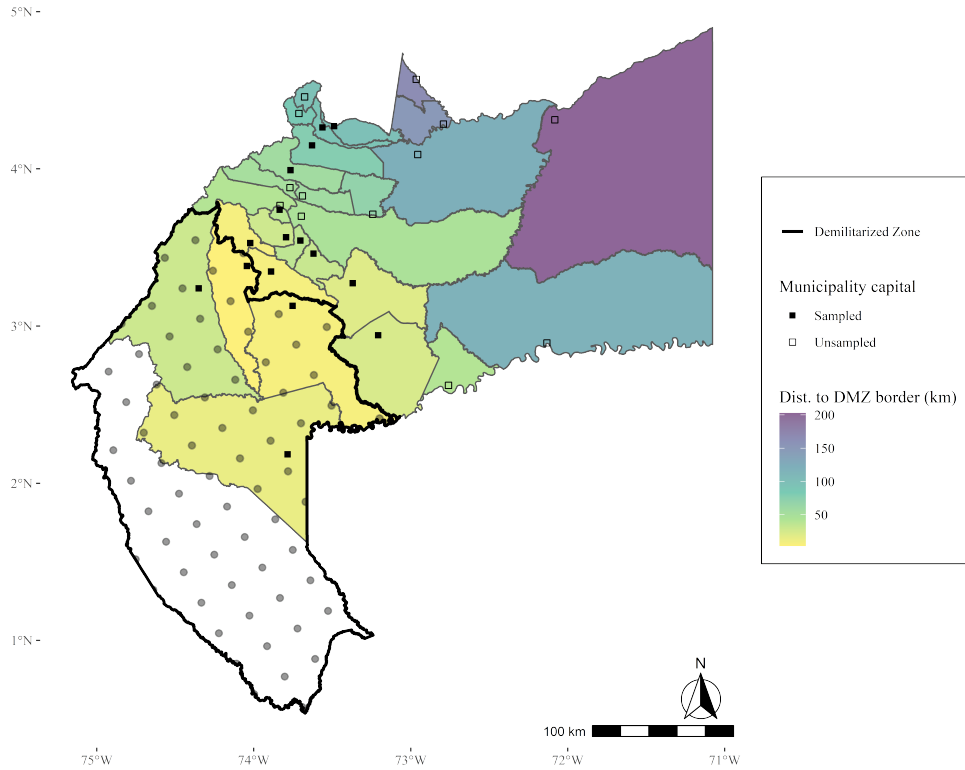 5°N
4°N
3°N
2°N
1°N
75°W
74°W
73°W
72°W
71°W
N
100 km
Demilitarized Zone
Municipality capital
Sampled
Unsampled
Dist. to DMZ border (km)
200
150
100
50